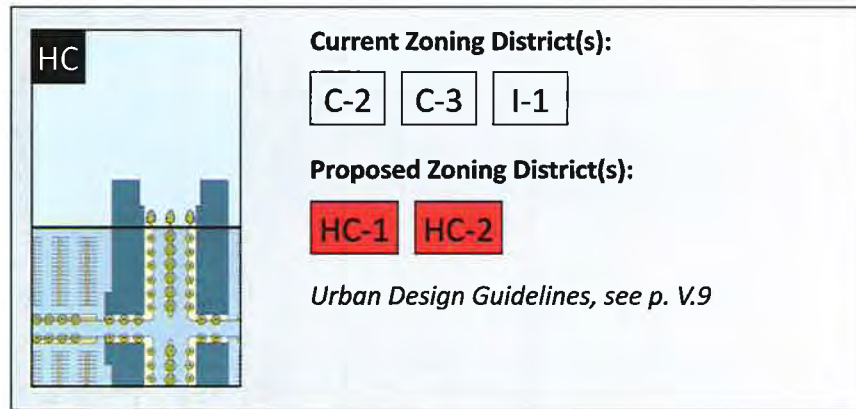 HC
Current Zoning District(s):
C-2 C-3 I-1
Proposed Zoning District(s):
HC-1 HC-2
Urban Design Guidelines, see p. V.9